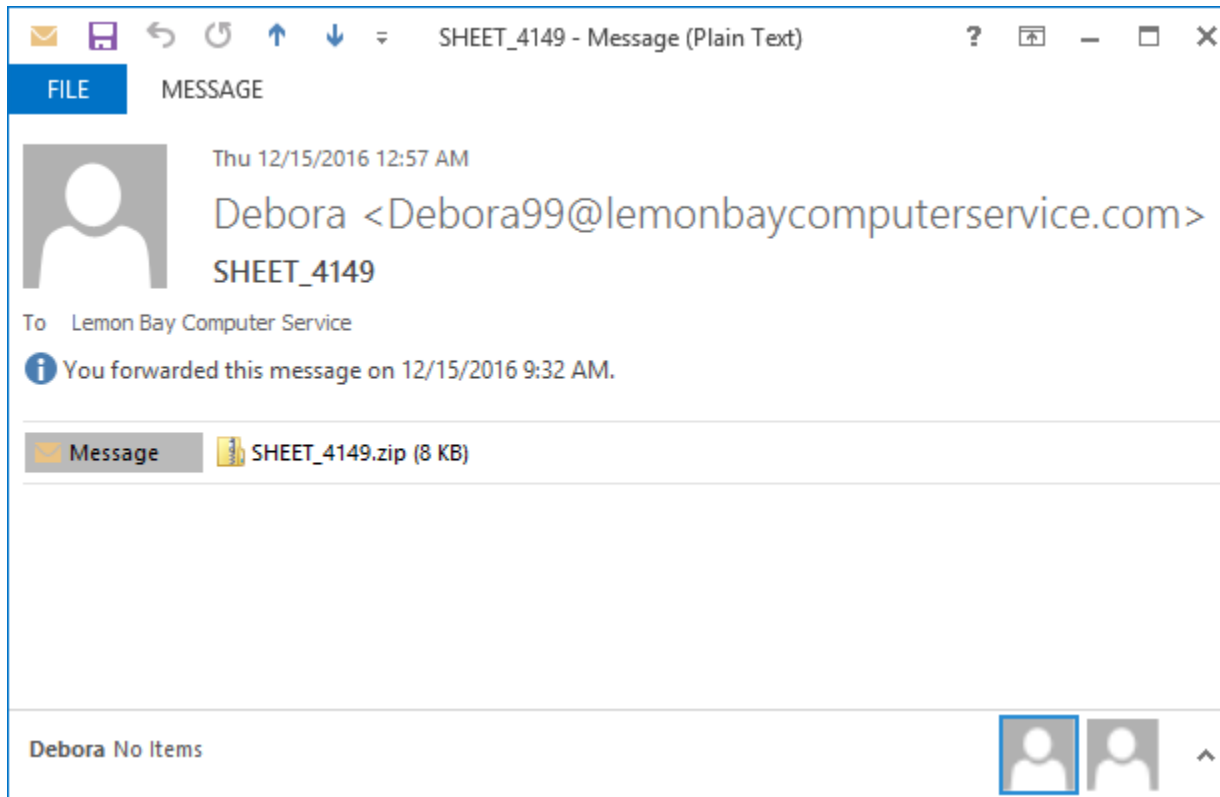 SHEET_4149 - Message (Plain Text) ?
FILE MESSAGE
Thu 12/15/2016 12:57 AM
Debora <Debora99@lemonbaycomputerservice.com>
SHEET_4149
To Lemon Bay Computer Service
You forwarded this message on 12/15/2016 9:32 AM.
Message SHEET_4149.zip (8 KB)
Debora No Items